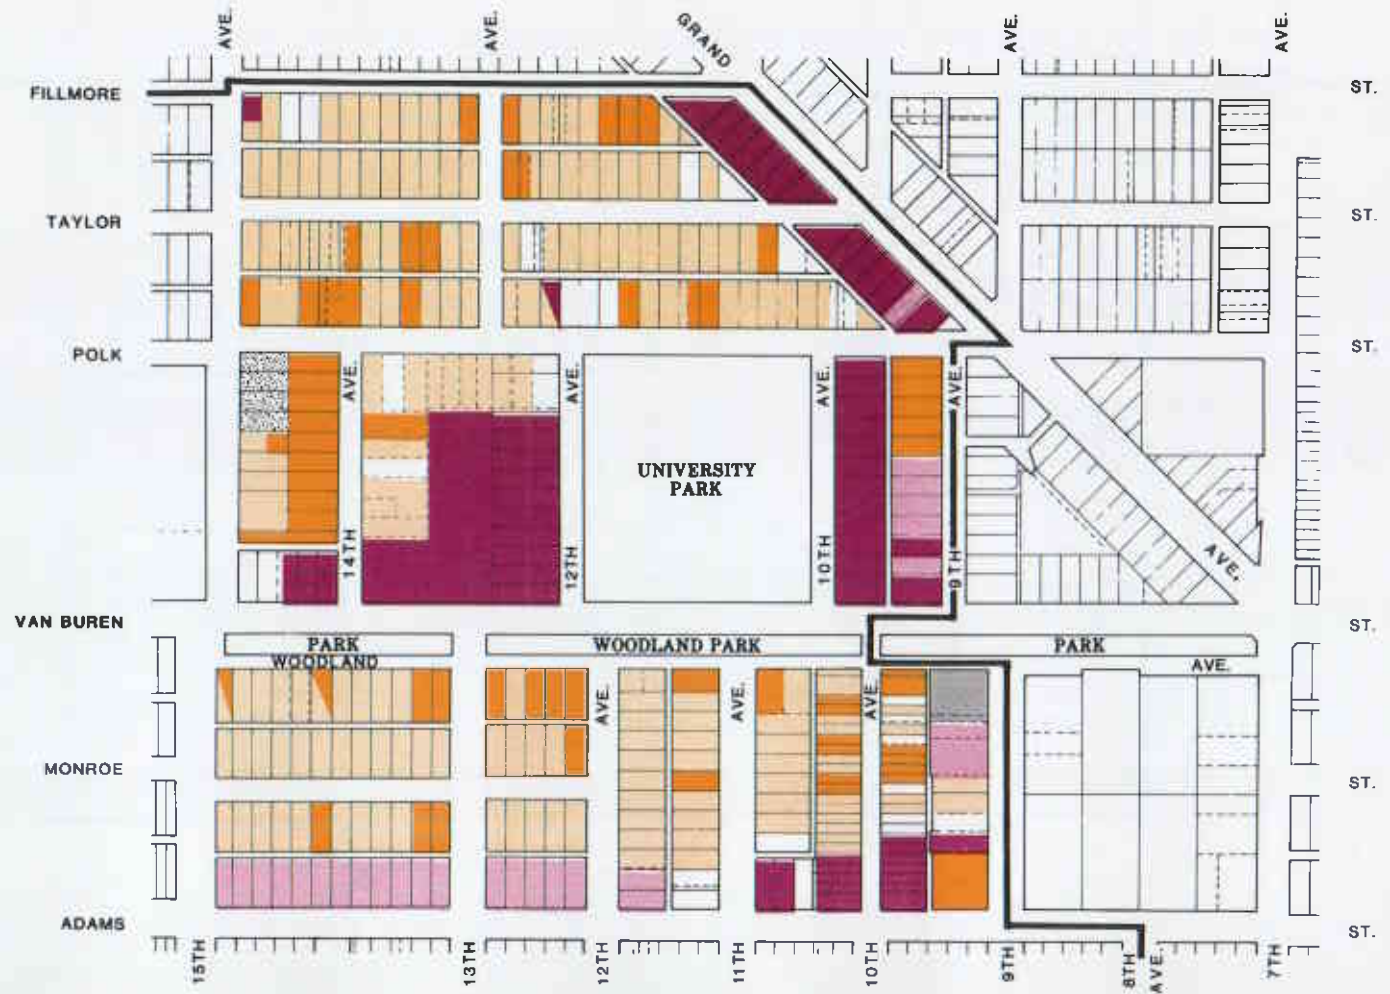 AVE.
AVE.
GRAND
AVE.
AVE.
FILLMORE
ST.
TAYLOR
ST.
POLK
ST.
AVE.
AVE.
AVE.
AVE.
UNIVERSITY
PARK
14TH
12TH
10TH
9TH
AVE.
VAN BUREN
ST.
PARK
WOODLAND
WOODLAND PARK
PARK
AVE.
AVE.
AVE.
AVE.
MONROE
ST.
ADAMS
ST.
15TH
13TH
12TH
11TH
10TH
9TH
8TH
AVE.
7TH